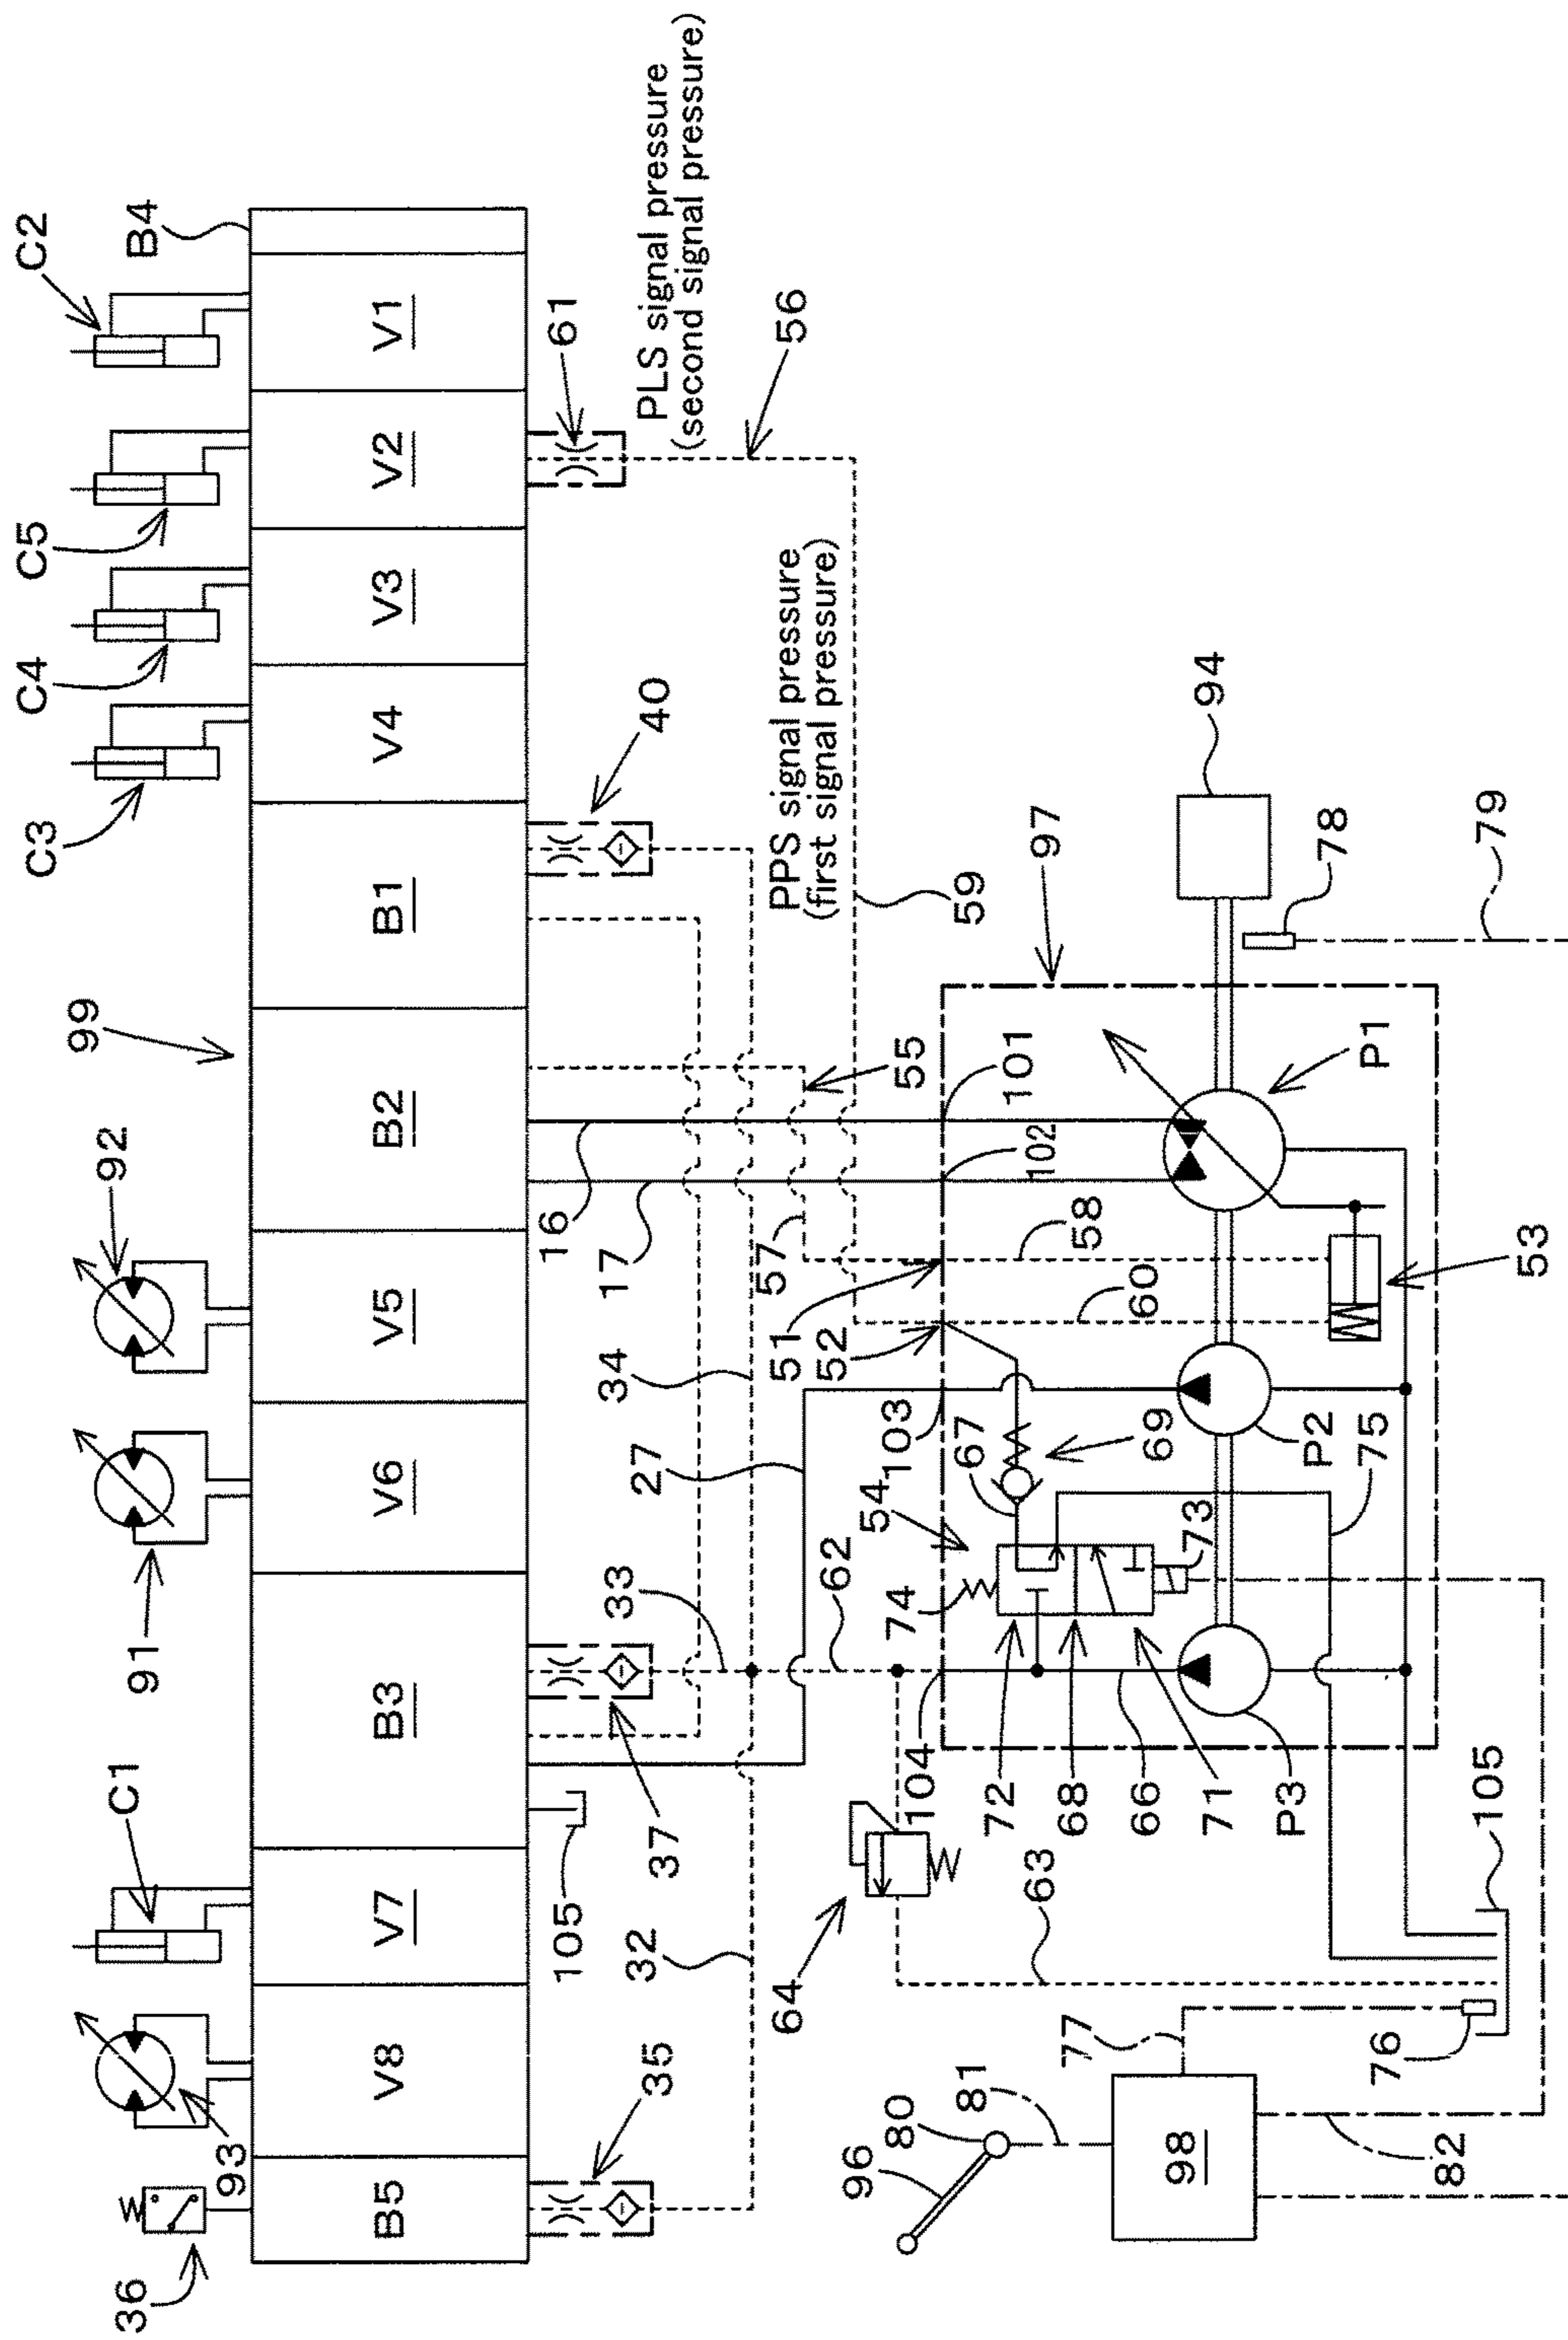 C4
C5
C2
C3
99
B4
36
91
C1
92
93
B5
V8
V7
B3
V6
V5
B2
B1
V4
V3
V2
V1
105
16
61
35
32
37
33
27
34
17
40
PLS signal pressure
(second signal pressure)
64
62
51
57
PPS signal pressure
(first signal pressure)
56
96
80
81
63
104
74
54
103
52
55
59
72
67
101
102
97
77
68
66
58
60
69
98
71
73
94
P3
P2
P1
76
75
78
82
105
53
79